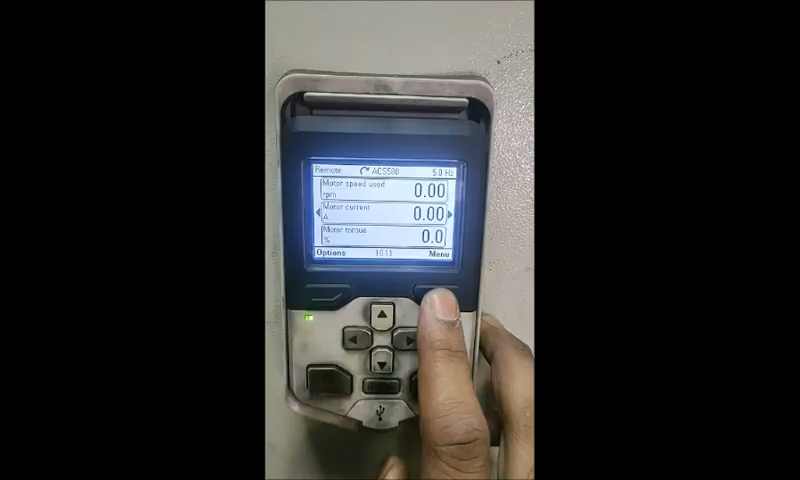 Remote ACS580 5.0 Hz
Motor speed used
rpm 0.00
Motor current
A 0.00
Motor torque
% 0.0
Options 16:11 Menu